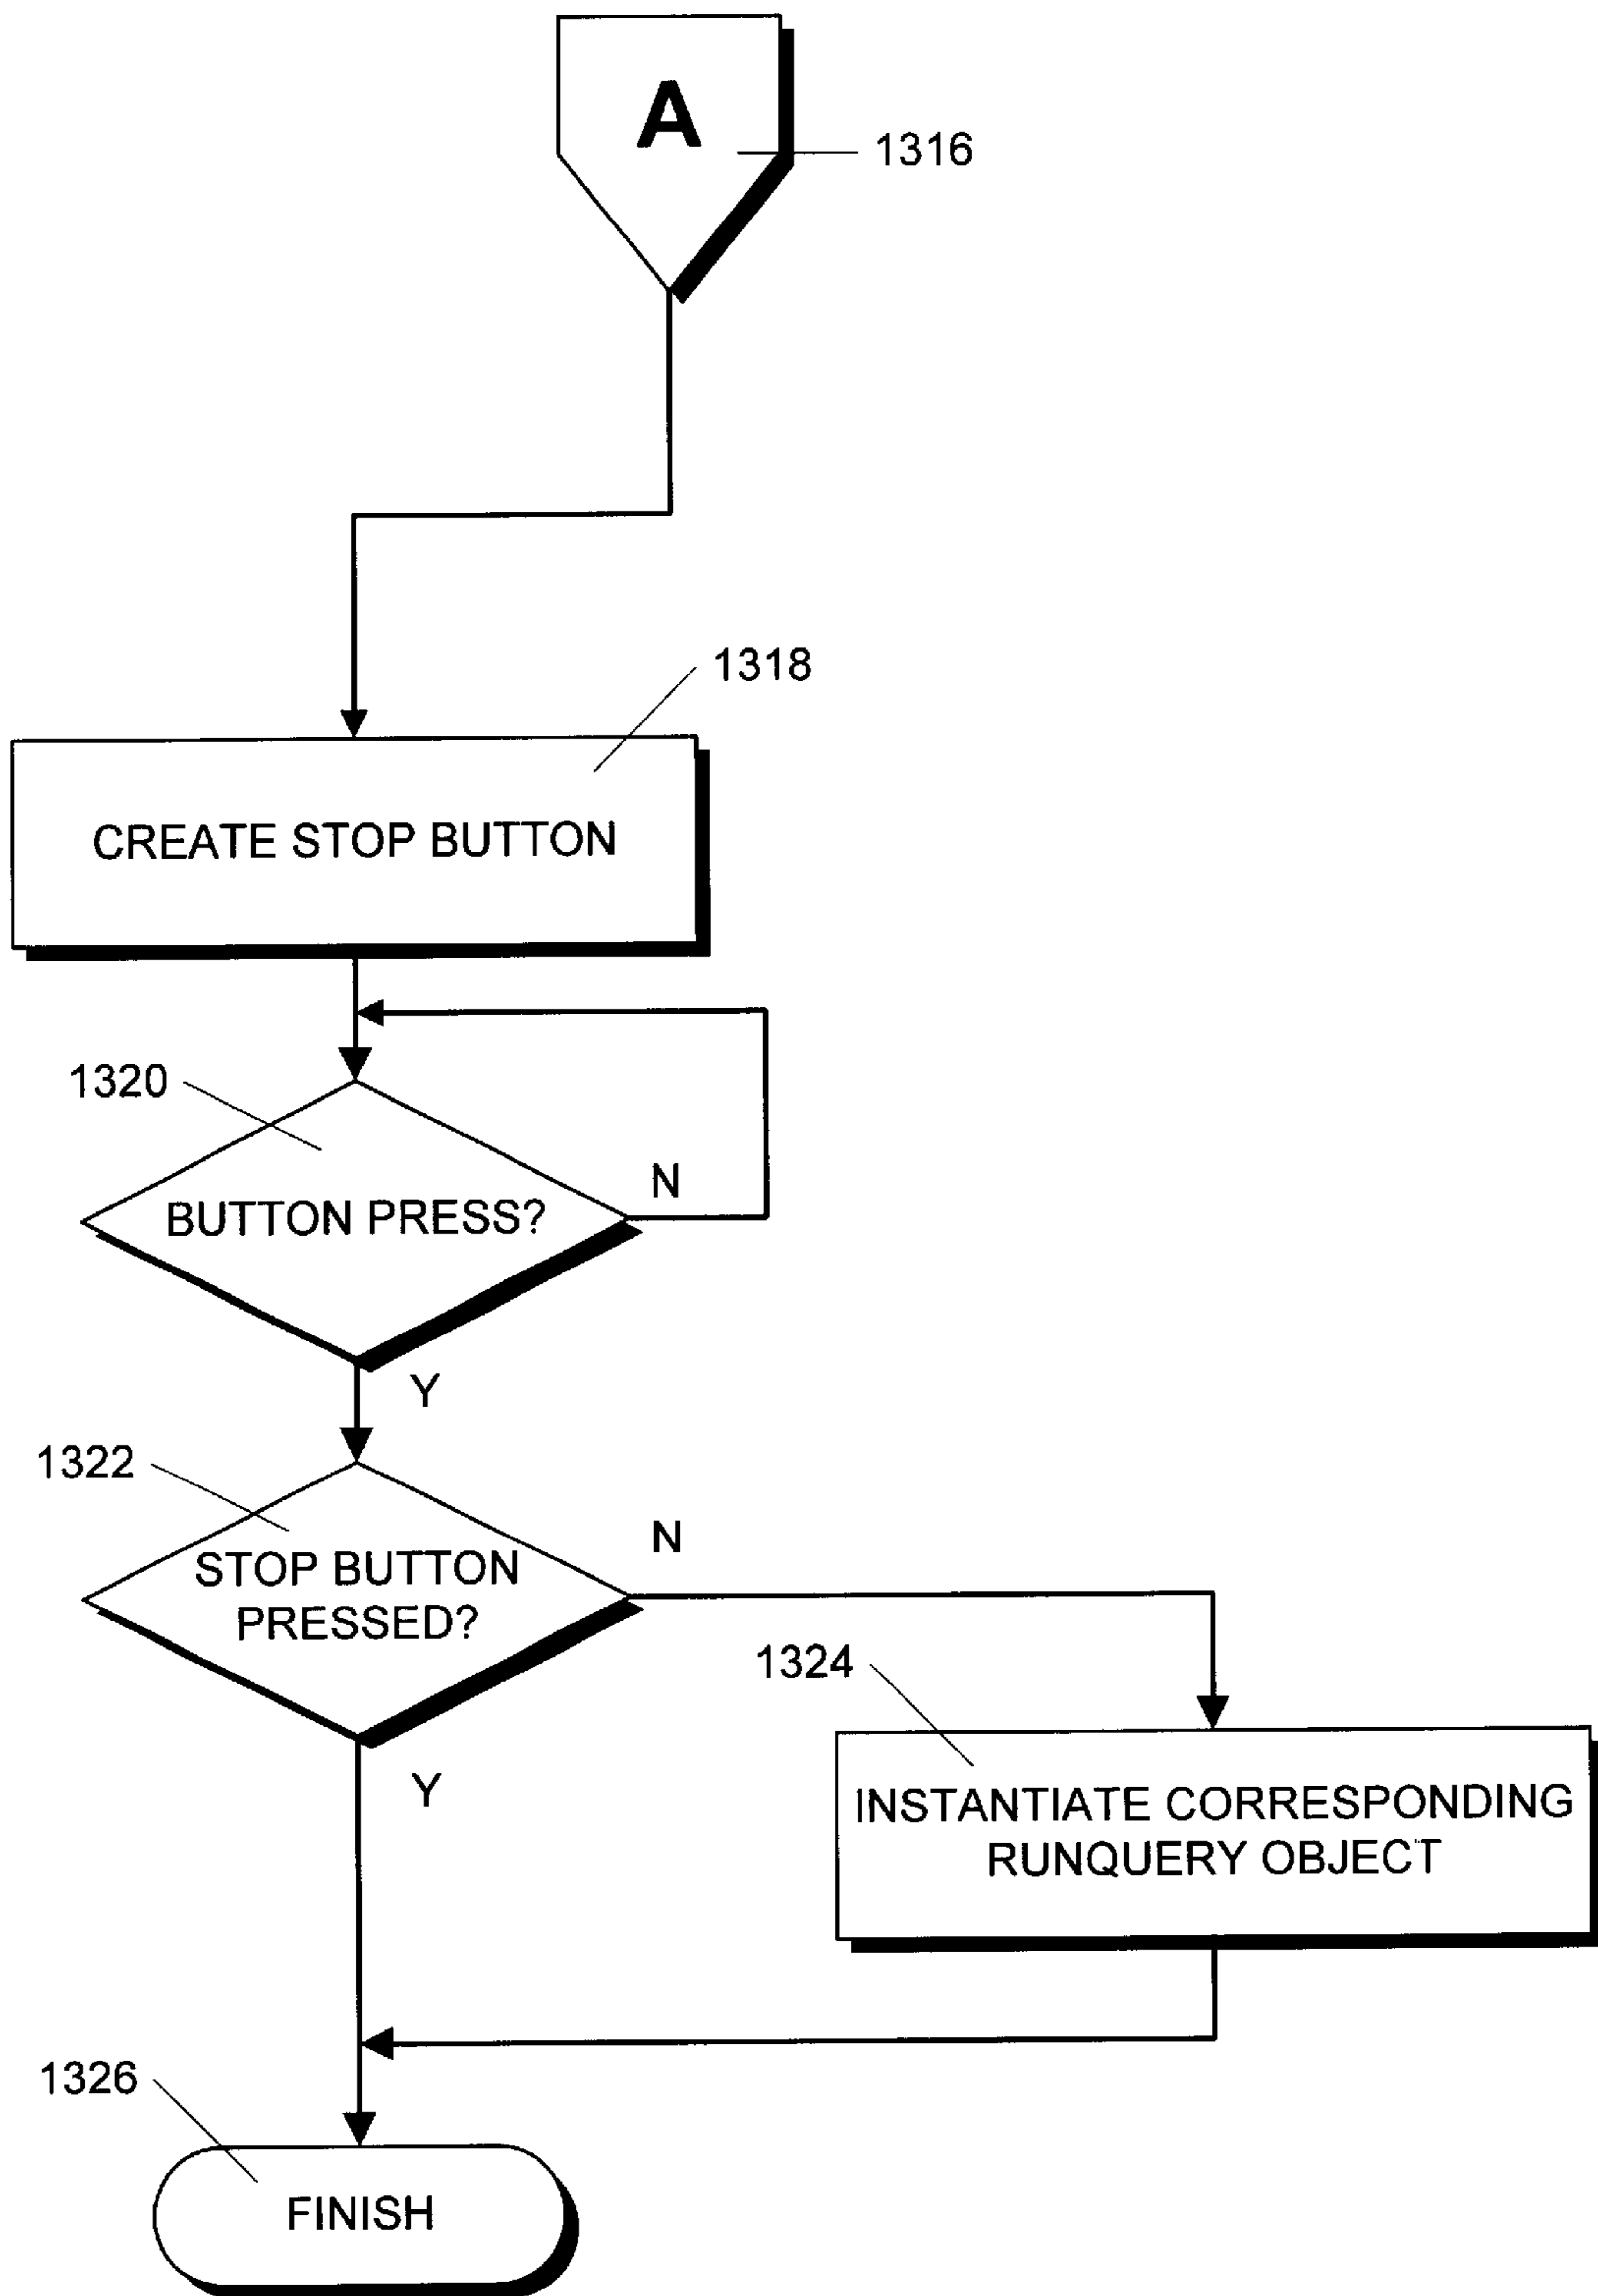 A
1316
1318
CREATE STOP BUTTON
1320
N
BUTTON PRESS?
Y
1322
N
STOP BUTTON
PRESSED?
1324
Y
INSTANTIATE CORRESPONDING
RUNQUERY OBJECT
1326
FINISH